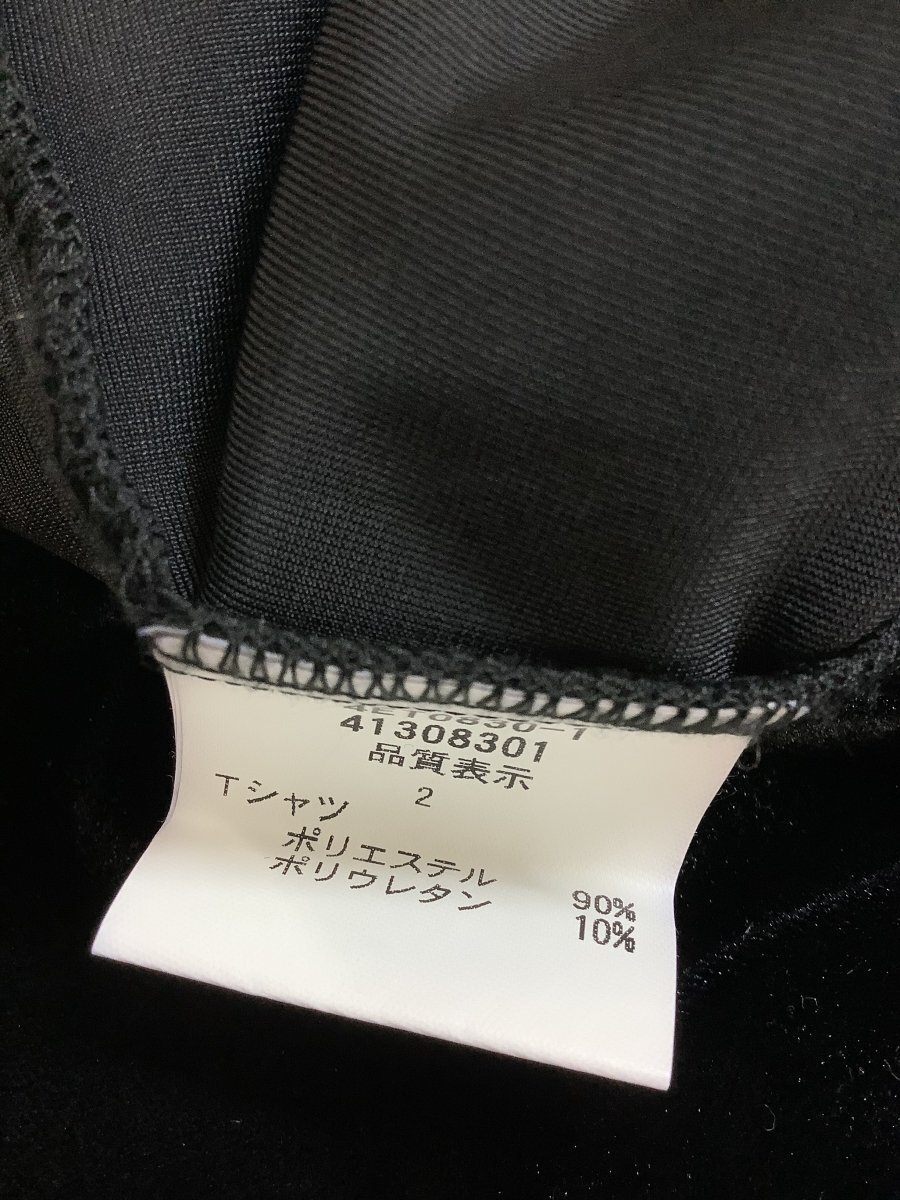 41308301
品質表示
2
Tシャツ
ポリエステル 90%
ポリウレタン 10%